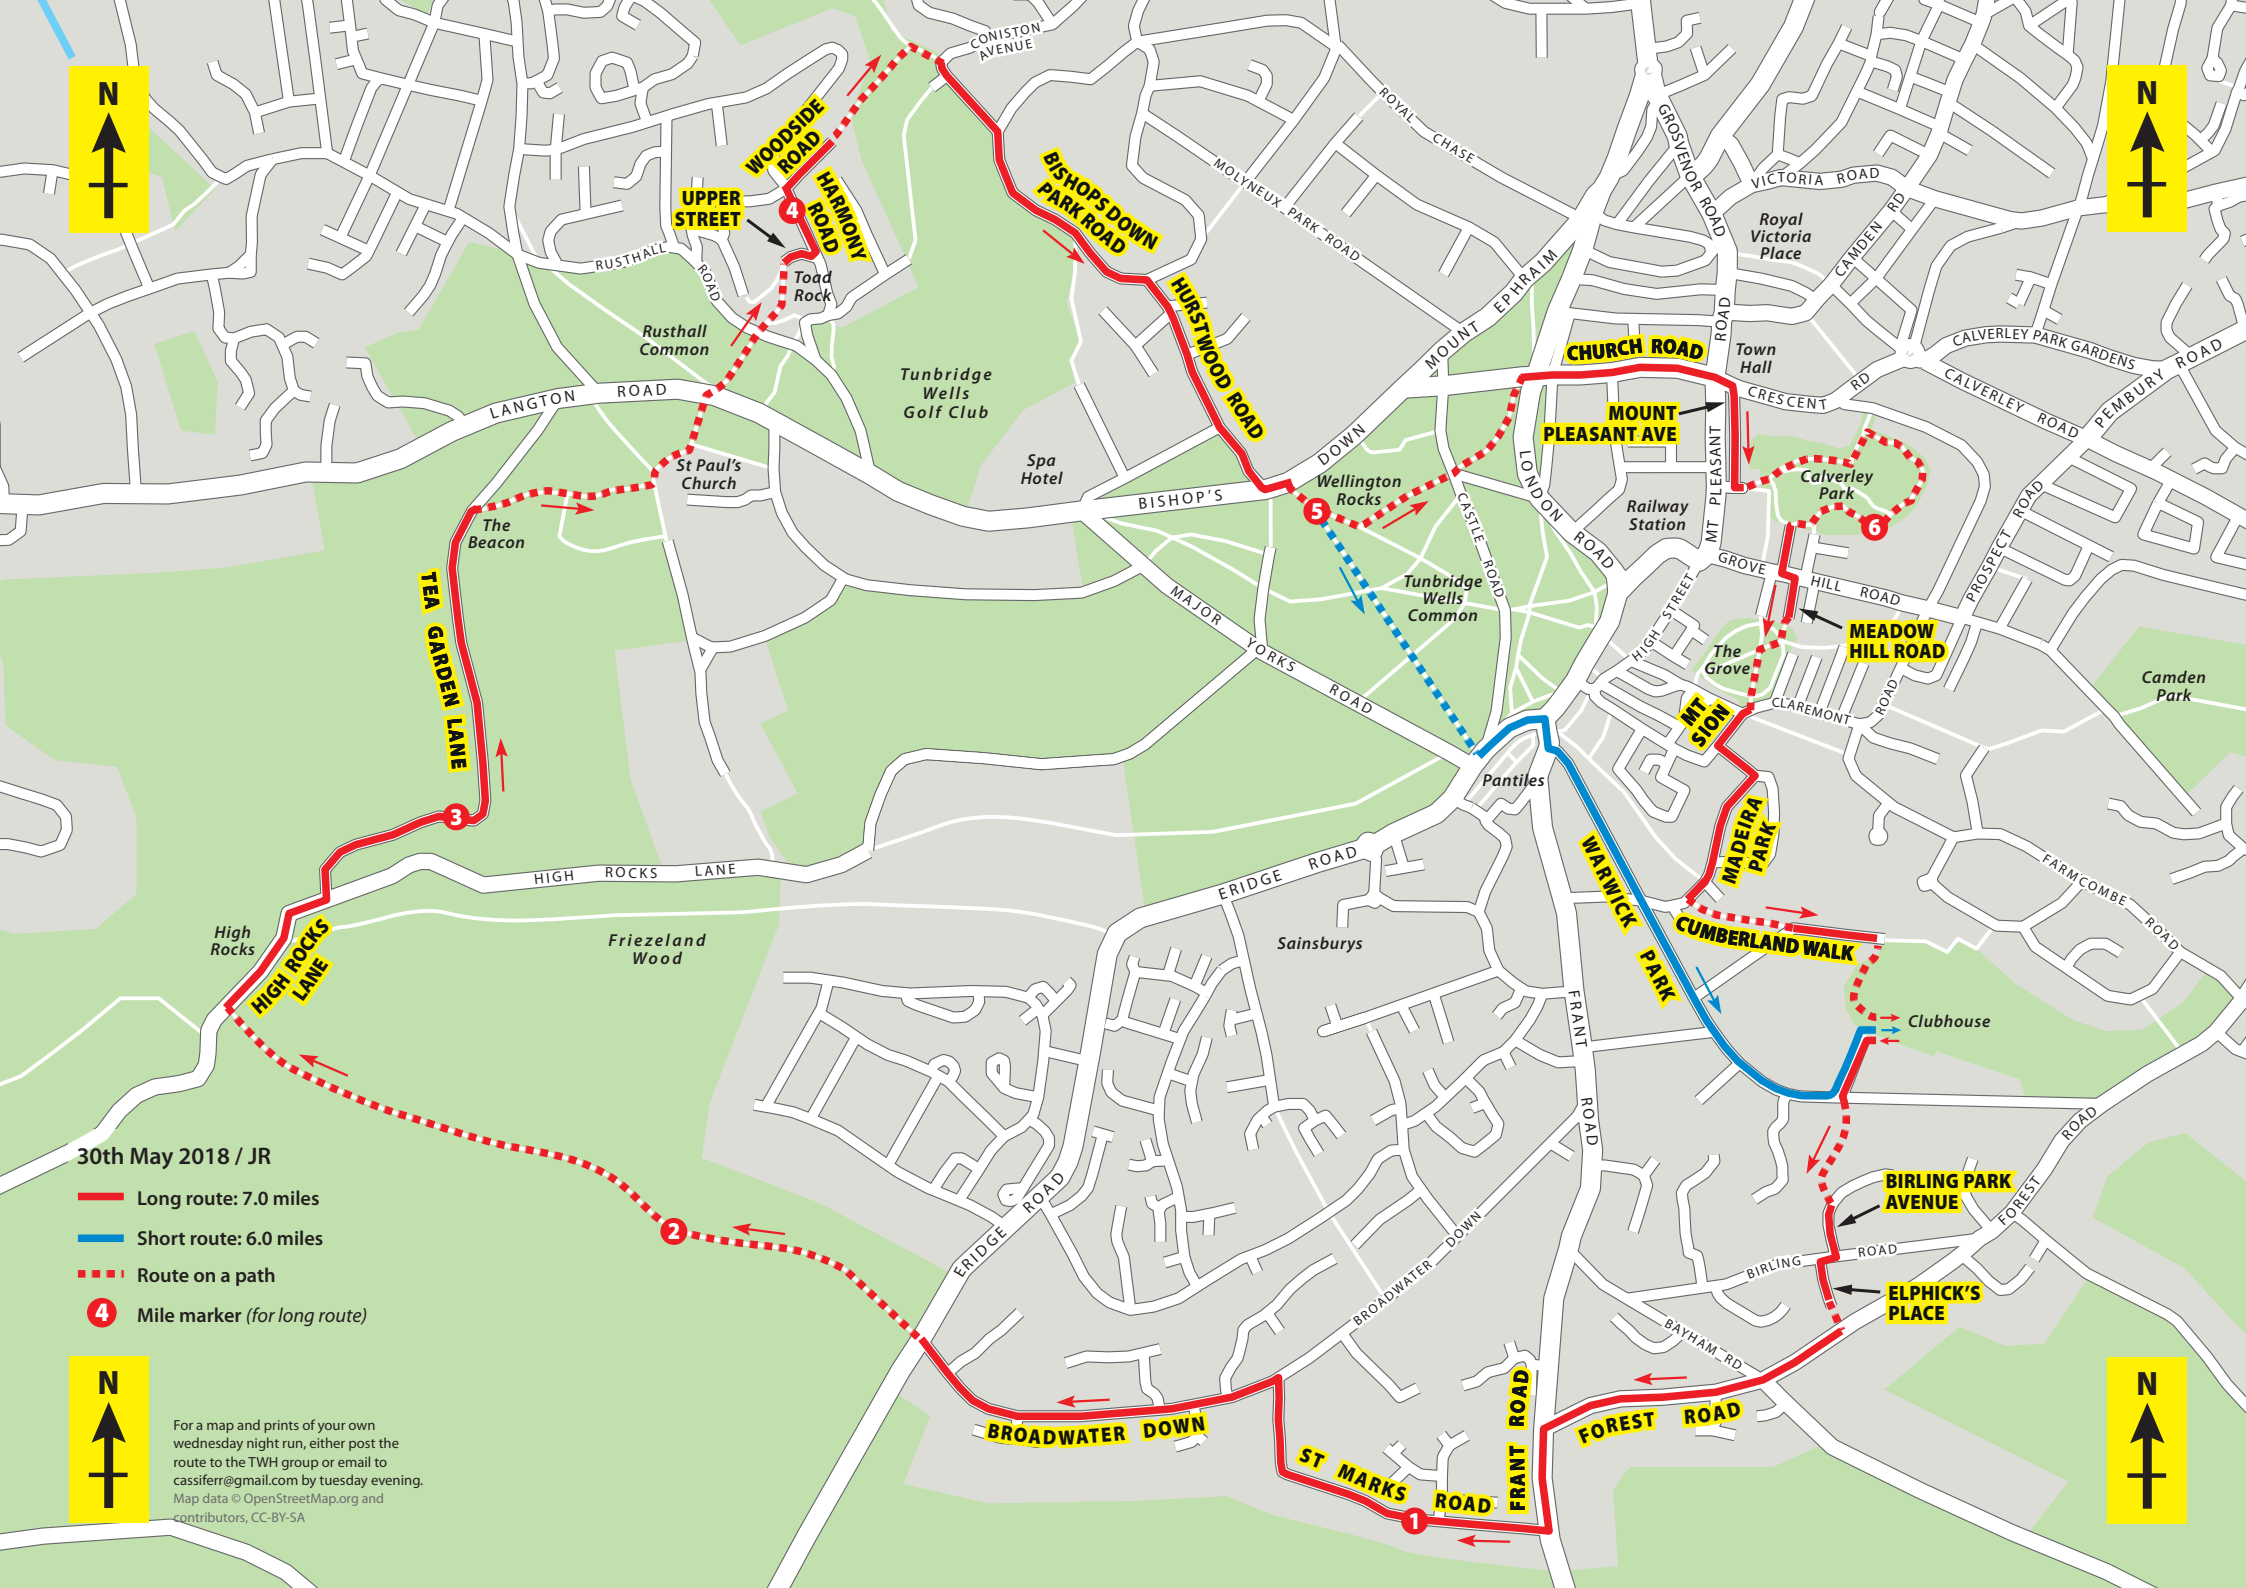 N
N
CONISTON
AVENUE
ROYAL CHASE
GROSVENOR ROAD
WOODSIDE
ROAD
HARMONY
ROAD
UPPER
STREET
4
BISHOPS DOWN
PARK ROAD
MOLYNEUX PARK ROAD
VICTORIA ROAD
Royal
Victoria
Place
CAMDEN RD
RUSTHALL ROAD
Toad
Rock
Rusthall
Common
MOUNT EPHRAIM
HURSTWOOD ROAD
Tunbridge
Wells
Golf Club
CHURCH ROAD
Town
Hall
CALVERLEY PARK GARDENS
PEMBURY ROAD
CALVERLEY ROAD
CRESCENT RD
LANGTON ROAD
MOUNT
PLEASANT AVE
MT PLEASANT ROAD
St Paul's
Church
Spa
Hotel
BISHOP'S DOWN
Wellington
Rocks
5
LONDON ROAD
CASTLE ROAD
Railway
Station
Calverley
Park
6
PROSPECT ROAD
The
Beacon
TEA GARDEN LANE
MAJOR YORKS ROAD
Tunbridge
Wells
Common
GROVE HILL ROAD
HIGH STREET
MEADOW
HILL ROAD
The
Grove
Camden
Park
MT
SION
CLAREMONT ROAD
Pantiles
3
MADEIRA
PARK
WARWICK PARK
HIGH ROCKS LANE
ERIDGE ROAD
FARMCOMBE ROAD
High
Rocks
HIGH ROCKS
LANE
Friezeland
Wood
Sainsburys
CUMBERLAND WALK
FRANT ROAD
Clubhouse
30th May 2018 / JR
Long route: 7.0 miles
Short route: 6.0 miles
Route on a path
4
Mile marker (for long route)
2
ERIDGE ROAD
BROADWATER DOWN
BIRLING PARK
AVENUE
FOREST ROAD
BIRLING ROAD
ELPHICK'S
PLACE
BAYHAM RD
N
N
For a map and prints of your own
wednesday night run, either post the
route to the TWH group or email to
cassiferr@gmail.com by tuesday evening.
Map data © OpenStreetMap.org and
contributors, CC-BY-SA
BROADWATER DOWN
ST MARKS ROAD
FRANT ROAD
FOREST ROAD
1